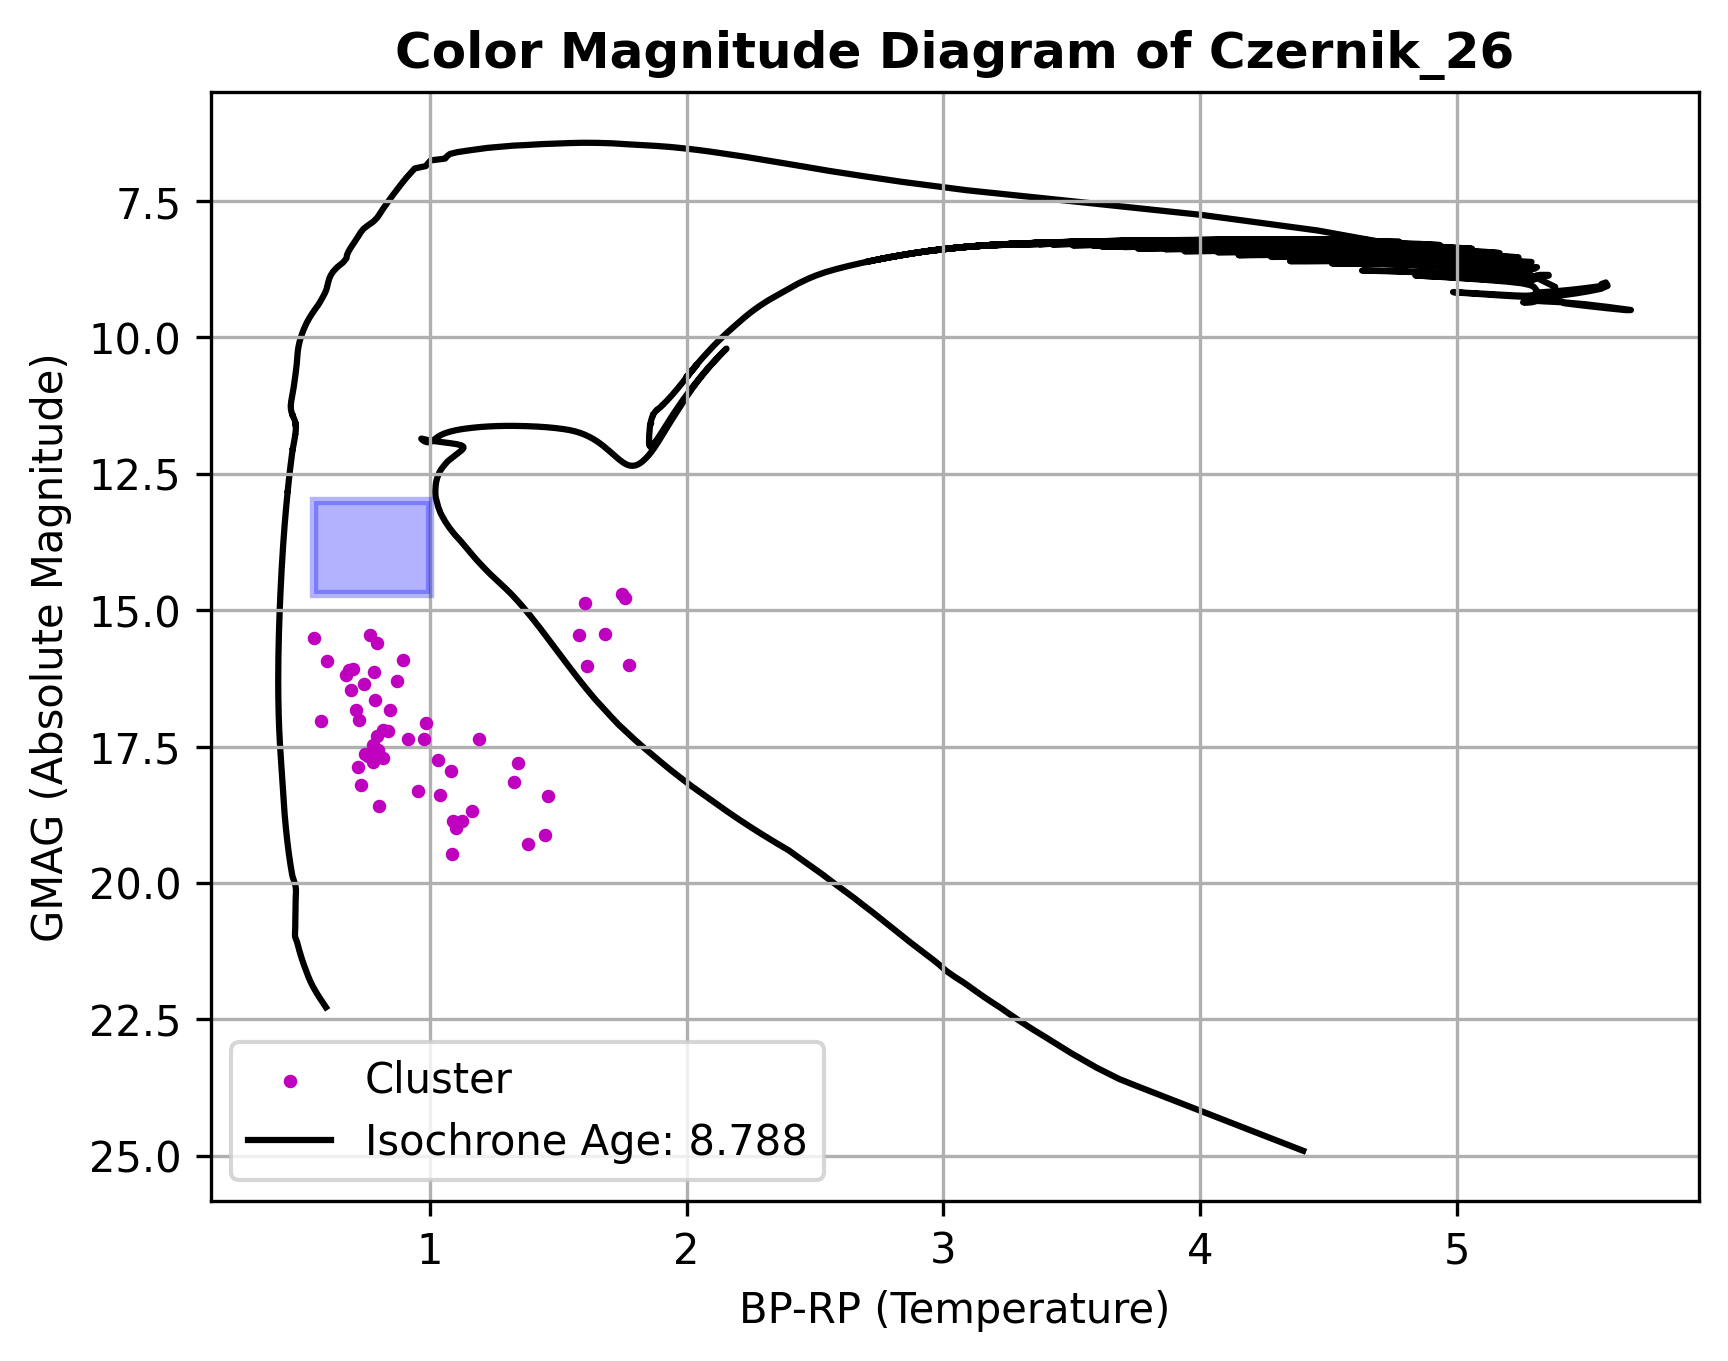 Color Magnitude Diagram of Czernik_26
GMAG (Absolute Magnitude)
7.5
10.0
12.5
15.0
17.5
20.0
22.5
25.0
Cluster
Isochrone Age: 8.788
1 2 3 4 5
BP-RP (Temperature)